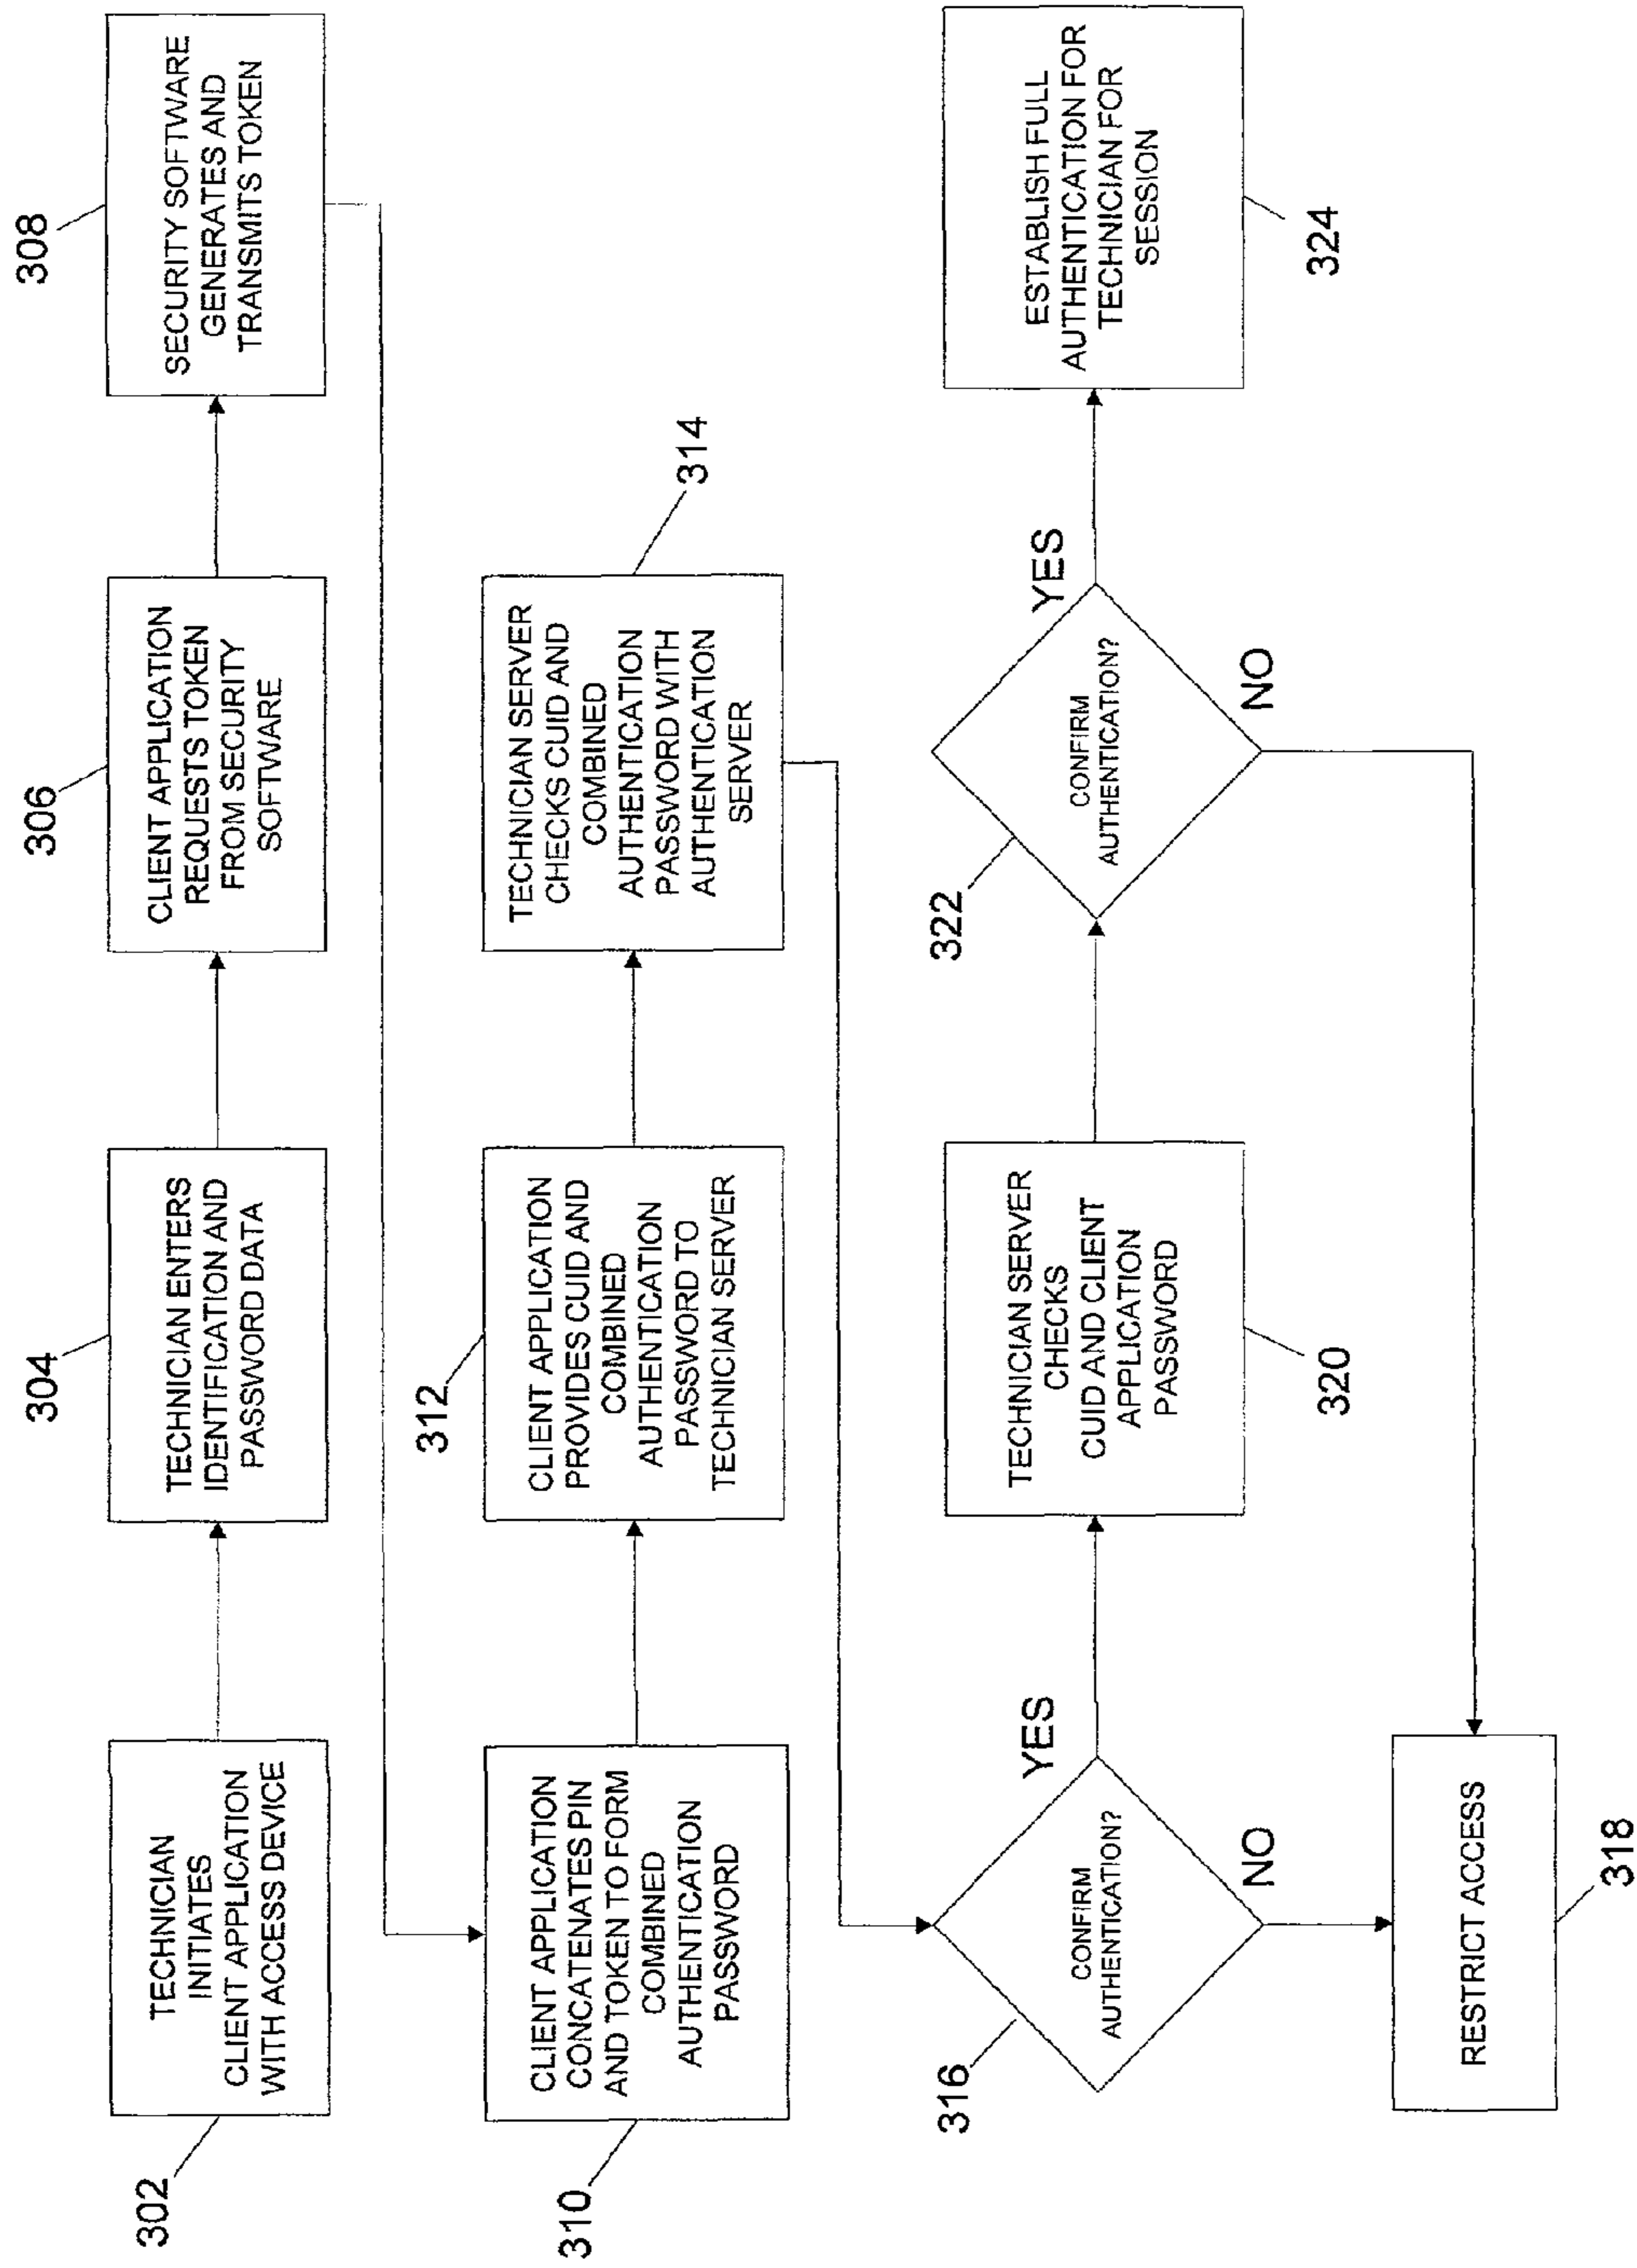 302
TECHNICIAN
INITIATES
CLIENT APPLICATION
WITH ACCESS DEVICE
304
TECHNICIAN ENTERS
IDENTIFICATION AND
PASSWORD DATA
306
CLIENT APPLICATION
REQUESTS TOKEN
FROM SECURITY
SOFTWARE
308
SECURITY SOFTWARE
GENERATES AND
TRANSMITS TOKEN
310
CLIENT APPLICATION
CONCATENATES PIN
AND TOKEN TO FORM
COMBINED
AUTHENTICATION
PASSWORD
312
CLIENT APPLICATION
PROVIDES CUID AND
COMBINED
AUTHENTICATION
PASSWORD TO
TECHNICIAN SERVER
314
TECHNICIAN SERVER
CHECKS CUID AND
COMBINED
AUTHENTICATION
PASSWORD WITH
AUTHENTICATION
SERVER
316
CONFIRM
AUTHENTICATION?
YES
NO
318
RESTRICT ACCESS
320
TECHNICIAN SERVER
CHECKS
CUID AND CLIENT
APPLICATION
PASSWORD
322
CONFIRM
AUTHENTICATION?
YES
NO
324
ESTABLISH FULL
AUTHENTICATION FOR
TECHNICIAN FOR
SESSION